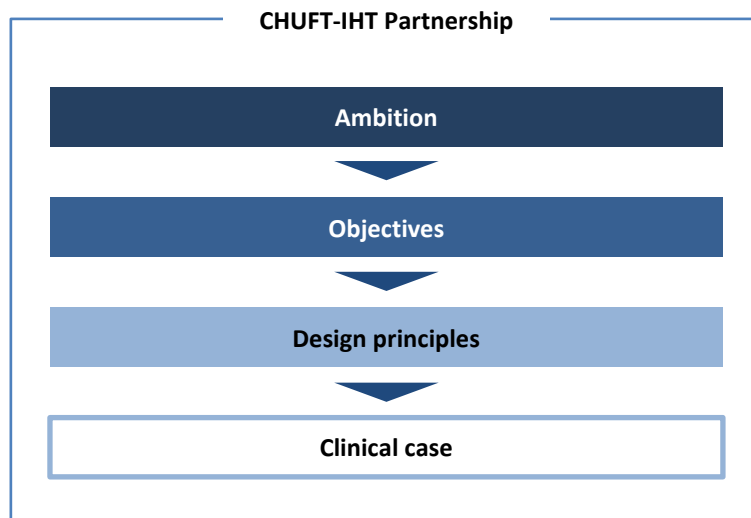 CHUFT-IHT Partnership
Ambition
Objectives
Design principles
Clinical case